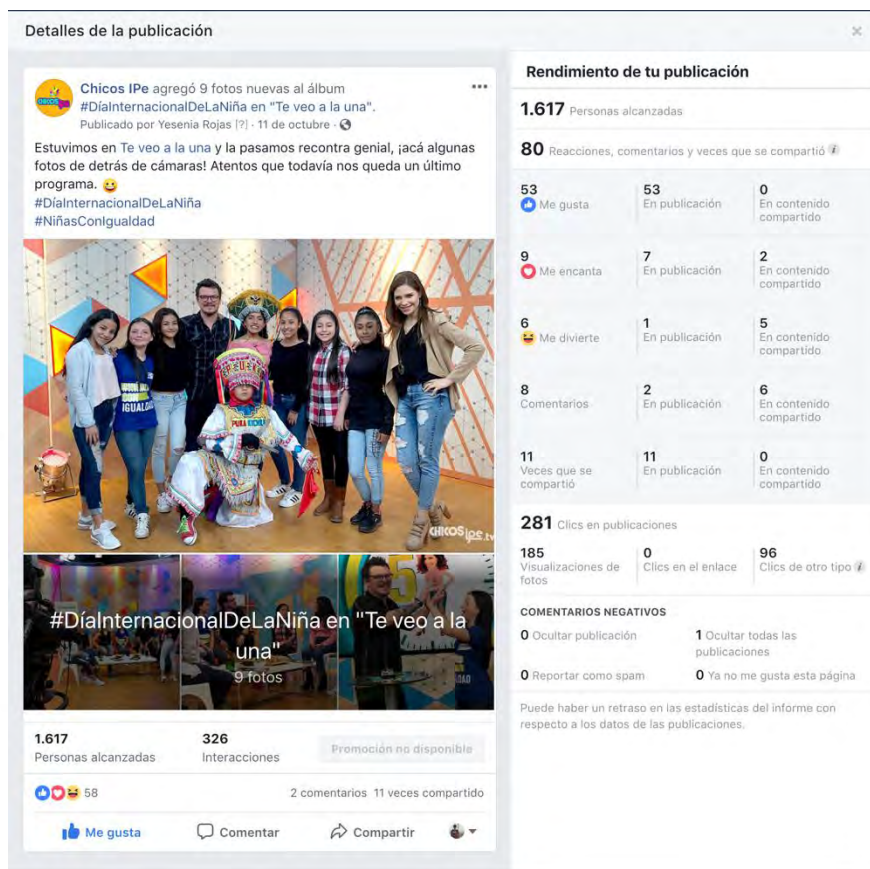 Detalles de la publicación
×
Chicos IPe agregó 9 fotos nuevas al álbum
#DíaInternacionalDeLaNiña en "Te veo a la una".
Publicado por Yesenia Rojas [?] · 11 de octubre ·
Estuvimos en Te veo a la una y la pasamos recontra genial, ¡acá algunas
fotos de detrás de cámaras! Atentos que todavía nos queda un último
programa. 😀
#DíaInternacionalDeLaNiña
#NiñasConIgualdad
IGUALDAD
CHICOS ipe.tv
#DíaInternacionalDeLaNiña en "Te veo a la
una"
9 fotos
1.617
Personas alcanzadas
326
Interacciones
Promoción no disponible
58
2 comentarios 11 veces compartido
Me gusta
Comentar
Compartir
Rendimiento de tu publicación
1.617 Personas alcanzadas
80 Reacciones, comentarios y veces que se compartió
53
Me gusta
53
En publicación
0
En contenido
compartido
9
Me encanta
7
En publicación
2
En contenido
compartido
6
Me divierte
1
En publicación
5
En contenido
compartido
8
Comentarios
2
En publicación
6
En contenido
compartido
11
Veces que se
compartió
11
En publicación
0
En contenido
compartido
281 Clics en publicaciones
185
Visualizaciones de
fotos
0
Clics en el enlace
96
Clics de otro tipo
COMENTARIOS NEGATIVOS
0 Ocultar publicación
1 Ocultar todas las
publicaciones
0 Reportar como spam
0 Ya no me gusta esta página
Puede haber un retraso en las estadísticas del informe con
respecto a los datos de las publicaciones.